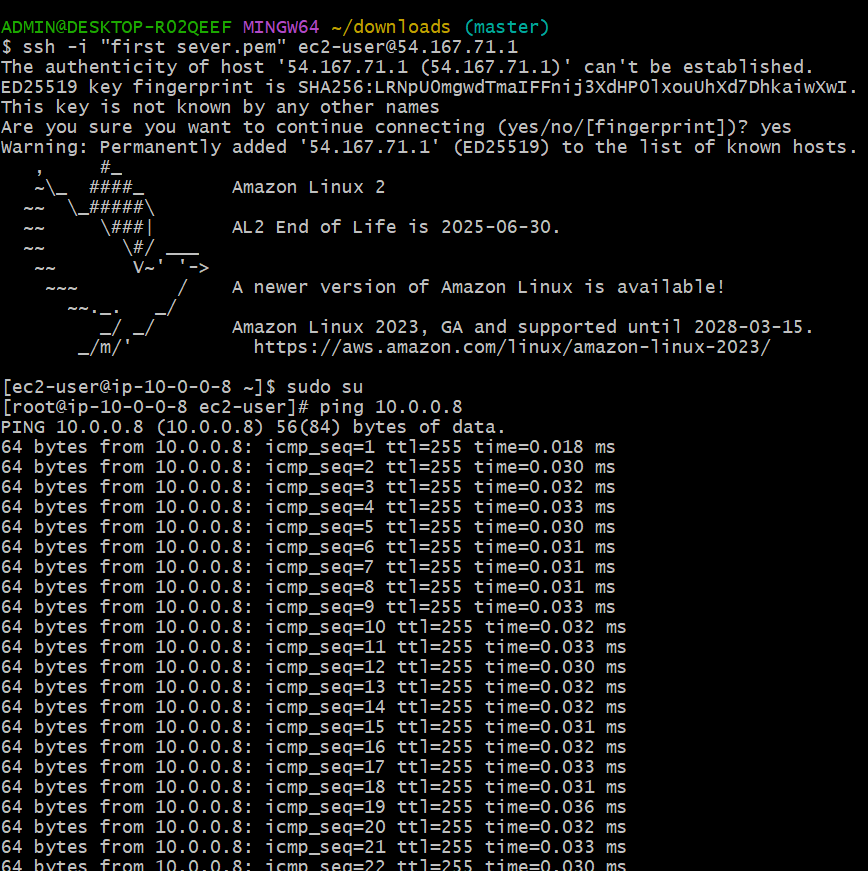 ADMIN@DESKTOP-R02QEEF MINGW64 ~/downloads (master)
$ ssh -i "first sever.pem" ec2-user@54.167.71.1
The authenticity of host '54.167.71.1 (54.167.71.1)' can't be established.
ED25519 key fingerprint is SHA256:LRNpU0mgwdTmaIFFnij3XdHP0lxouUhXd7DhkaiwXwI.
This key is not known by any other names
Are you sure you want to continue connecting (yes/no/[fingerprint])? yes
Warning: Permanently added '54.167.71.1' (ED25519) to the list of known hosts.
   ,     #_
   ~\_  ####_        Amazon Linux 2
  ~~  \_#####\
  ~~     \###|       AL2 End of Life is 2025-06-30.
  ~~       \#/ ___
   ~~       V~' '->
    ~~~         /    A newer version of Amazon Linux is available!
      ~~._.   _/
         _/ _/       Amazon Linux 2023, GA and supported until 2028-03-15.
       _/m/'           https://aws.amazon.com/linux/amazon-linux-2023/
[ec2-user@ip-10-0-0-8 ~]$ sudo su
[root@ip-10-0-0-8 ec2-user]# ping 10.0.0.8
PING 10.0.0.8 (10.0.0.8) 56(84) bytes of data.
64 bytes from 10.0.0.8: icmp_seq=1 ttl=255 time=0.018 ms
64 bytes from 10.0.0.8: icmp_seq=2 ttl=255 time=0.030 ms
64 bytes from 10.0.0.8: icmp_seq=3 ttl=255 time=0.032 ms
64 bytes from 10.0.0.8: icmp_seq=4 ttl=255 time=0.033 ms
64 bytes from 10.0.0.8: icmp_seq=5 ttl=255 time=0.030 ms
64 bytes from 10.0.0.8: icmp_seq=6 ttl=255 time=0.031 ms
64 bytes from 10.0.0.8: icmp_seq=7 ttl=255 time=0.031 ms
64 bytes from 10.0.0.8: icmp_seq=8 ttl=255 time=0.031 ms
64 bytes from 10.0.0.8: icmp_seq=9 ttl=255 time=0.033 ms
64 bytes from 10.0.0.8: icmp_seq=10 ttl=255 time=0.032 ms
64 bytes from 10.0.0.8: icmp_seq=11 ttl=255 time=0.033 ms
64 bytes from 10.0.0.8: icmp_seq=12 ttl=255 time=0.030 ms
64 bytes from 10.0.0.8: icmp_seq=13 ttl=255 time=0.032 ms
64 bytes from 10.0.0.8: icmp_seq=14 ttl=255 time=0.032 ms
64 bytes from 10.0.0.8: icmp_seq=15 ttl=255 time=0.031 ms
64 bytes from 10.0.0.8: icmp_seq=16 ttl=255 time=0.032 ms
64 bytes from 10.0.0.8: icmp_seq=17 ttl=255 time=0.033 ms
64 bytes from 10.0.0.8: icmp_seq=18 ttl=255 time=0.031 ms
64 bytes from 10.0.0.8: icmp_seq=19 ttl=255 time=0.036 ms
64 bytes from 10.0.0.8: icmp_seq=20 ttl=255 time=0.032 ms
64 bytes from 10.0.0.8: icmp_seq=21 ttl=255 time=0.033 ms
64 bytes from 10.0.0.8: icmp_seq=22 ttl=255 time=0.030 ms